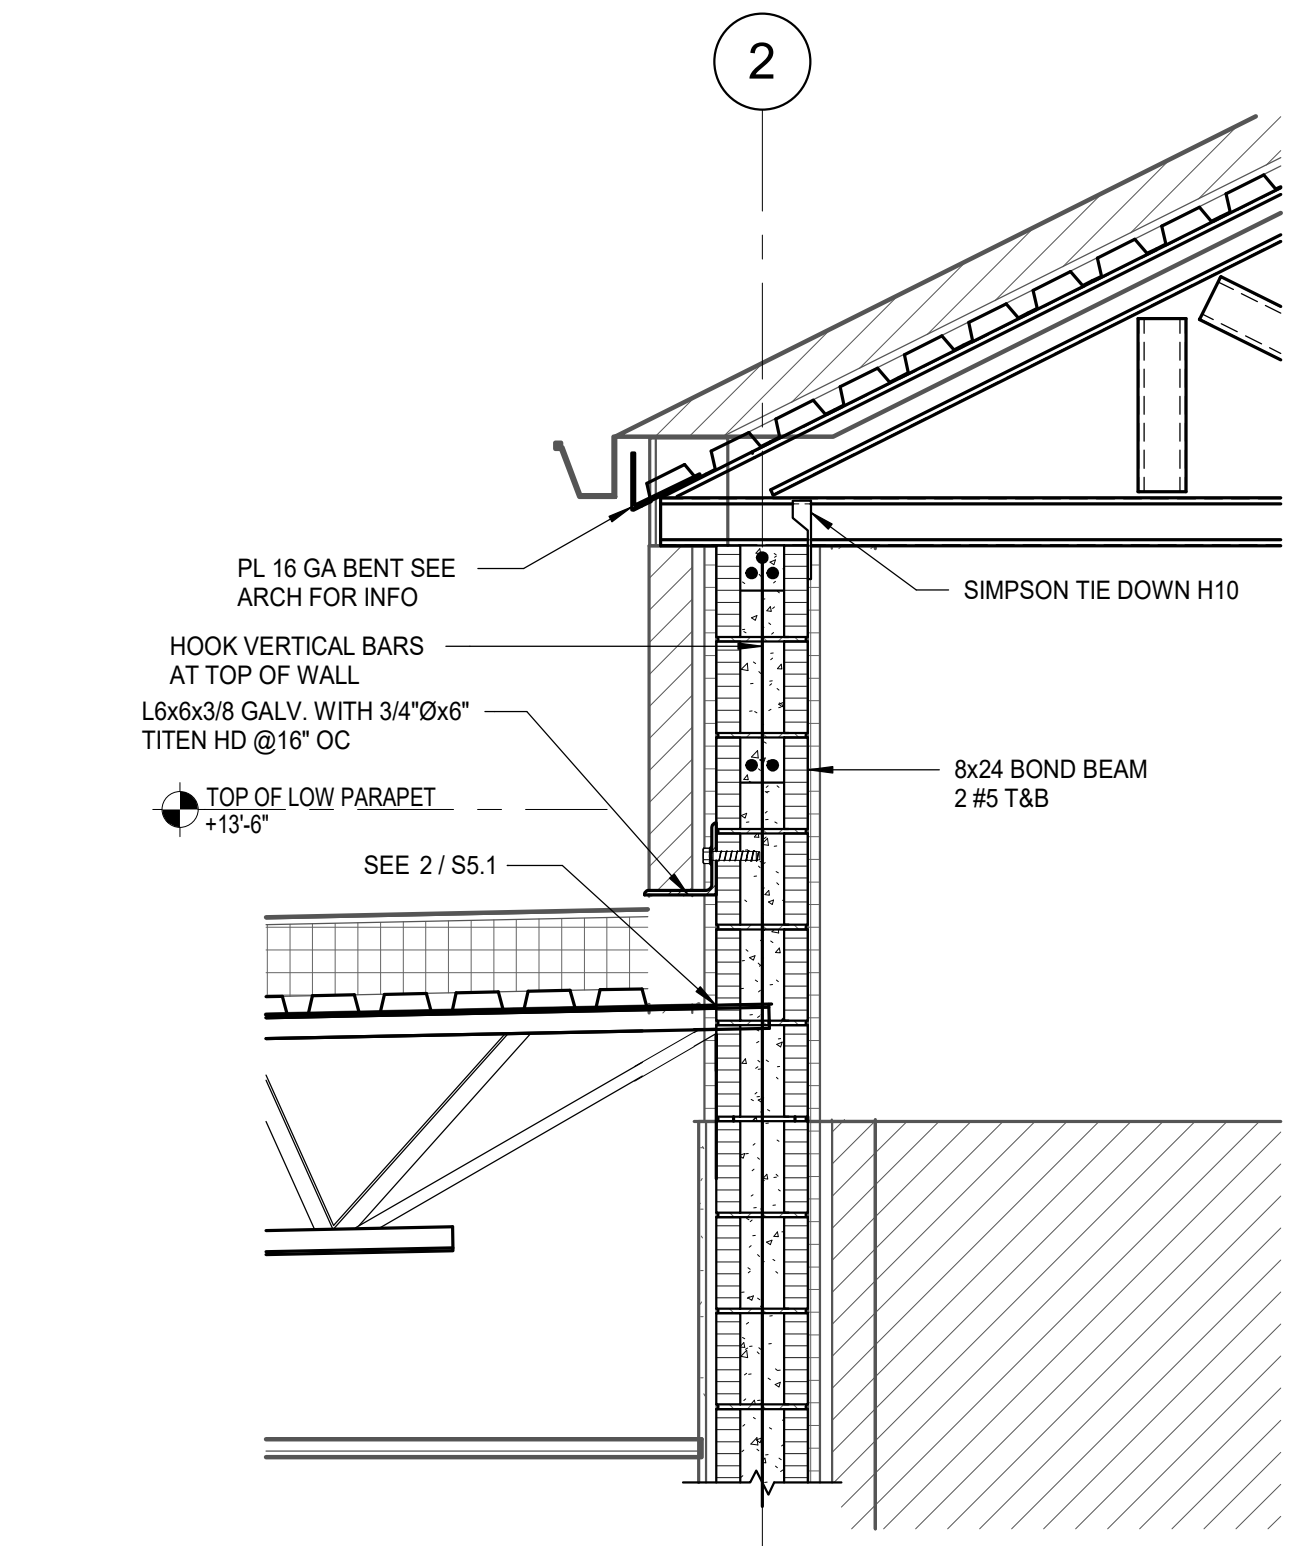 2
PL 16 GA BENT SEE
ARCH FOR INFO
SIMPSON TIE DOWN H10
HOOK VERTICAL BARS
AT TOP OF WALL
L6x6x3/8 GALV. WITH 3/4"Øx6"
TITEN HD @16" OC
8x24 BOND BEAM
2 #5 T&B
TOP OF LOW PARAPET
+13'-6"
SEE 2 / S5.1